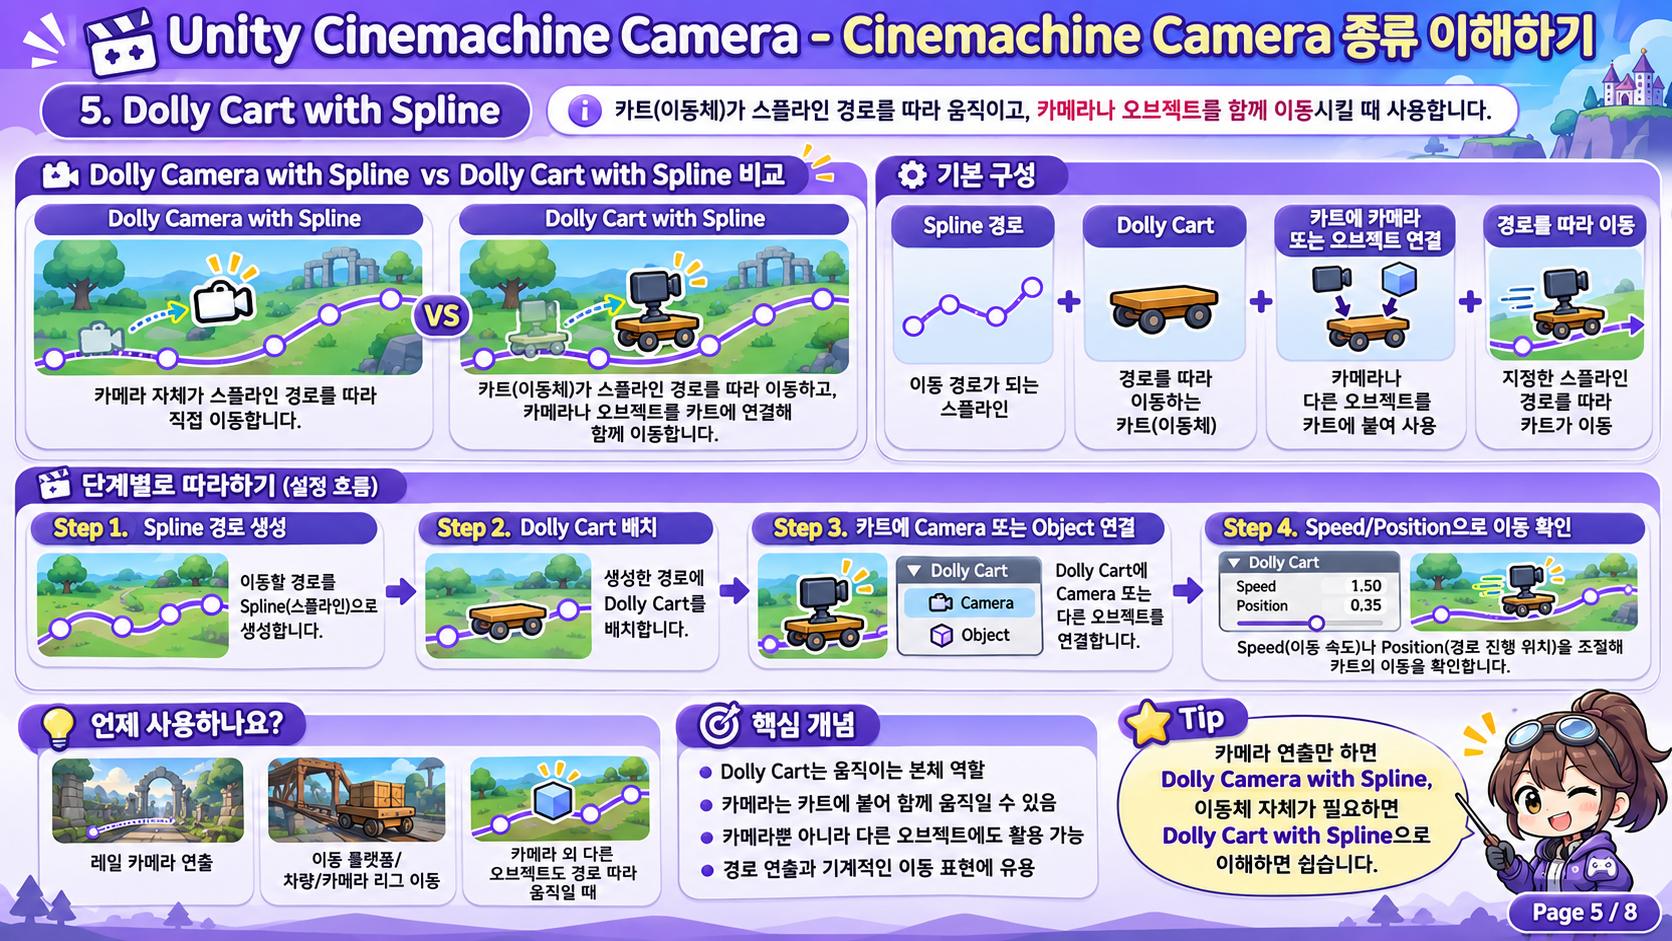 Unity Cinemachine Camera - Cinemachine Camera 종류 이해하기
5. Dolly Cart with Spline
i
카트(이동체)가 스플라인 경로를 따라 움직이고, 카메라나 오브젝트를 함께 이동시킬 때 사용합니다.
Dolly Camera with Spline vs Dolly Cart with Spline 비교
Dolly Camera with Spline
카메라 자체가 스플라인 경로를 따라
직접 이동합니다.
VS
Dolly Cart with Spline
카트(이동체)가 스플라인 경로를 따라 이동하고,
카메라나 오브젝트를 카트에 연결해
함께 이동합니다.
기본 구성
Spline 경로
이동 경로가 되는
스플라인
+
Dolly Cart
경로를 따라
이동하는
카트(이동체)
+
카트에 카메라
또는 오브젝트 연결
카메라나
다른 오브젝트를
카트에 붙여 사용
+
경로를 따라 이동
지정한 스플라인
경로를 따라
카트가 이동
단계별로 따라하기 (설정 흐름)
Step 1. Spline 경로 생성
이동할 경로를
Spline(스플라인)으로
생성합니다.
Step 2. Dolly Cart 배치
생성한 경로에
Dolly Cart를
배치합니다.
Step 3. 카트에 Camera 또는 Object 연결
Dolly Cart
Camera
Object
Dolly Cart에
Camera 또는
다른 오브젝트를
연결합니다.
Step 4. Speed/Position으로 이동 확인
Dolly Cart
Speed 1.50
Position 0.35
Speed(이동 속도)나 Position(경로 진행 위치)을 조절해
카트의 이동을 확인합니다.
언제 사용하나요?
레일 카메라 연출
이동 플랫폼/
차량/카메라 리그 이동
카메라 외 다른
오브젝트도 경로 따라
움직일 때
핵심 개념
Dolly Cart는 움직이는 본체 역할
카메라는 카트에 붙어 함께 움직일 수 있음
카메라뿐 아니라 다른 오브젝트에도 활용 가능
경로 연출과 기계적인 이동 표현에 유용
Tip
카메라 연출만 하면
Dolly Camera with Spline,
이동체 자체가 필요하면
Dolly Cart with Spline으로
이해하면 쉽습니다.
Page 5 / 8